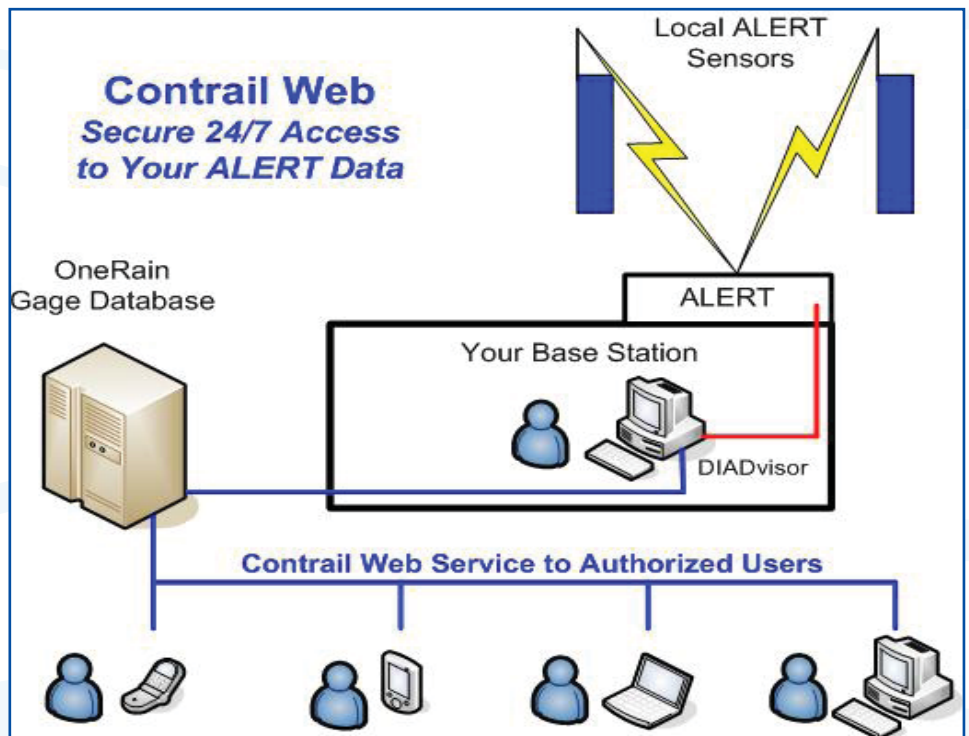 Contrail Web
Secure 24/7 Access
to Your ALERT Data
Local ALERT
Sensors
OneRain
Gage Database
ALERT
Your Base Station
DIADvisor
Contrail Web Service to Authorized Users